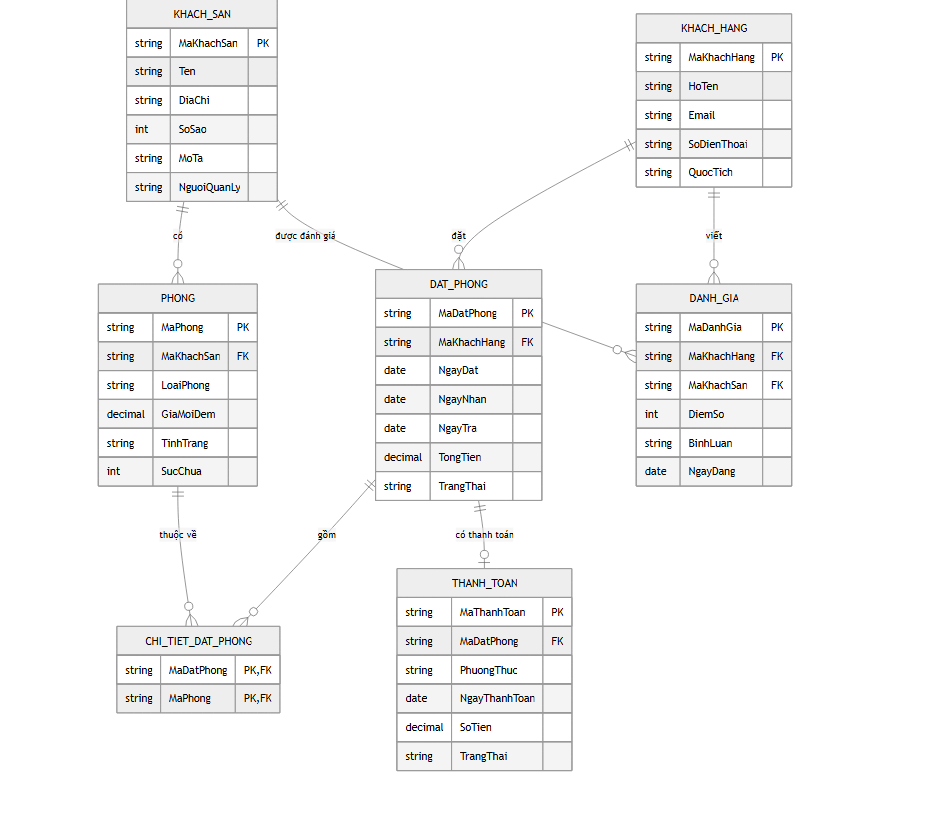 KHACH_SAN
string MaKhachSan PK
string Ten
string DiaChi
int SoSao
string MoTa
string NguoiQuanLy
KHACH_HANG
string MaKhachHang PK
string HoTen
string Email
string SoDienThoai
string QuocTich
có
được đánh giá
đặt
viết
PHONG
string MaPhong PK
string MaKhachSan FK
string LoaiPhong
decimal GiaMoiDem
string TinhTrang
int SucChua
DAT_PHONG
string MaDatPhong PK
string MaKhachHang FK
date NgayDat
date NgayNhan
date NgayTra
decimal TongTien
string TrangThai
DANH_GIA
string MaDanhGia PK
string MaKhachHang FK
string MaKhachSan FK
int DiemSo
string BinhLuan
date NgayDang
thuộc về
gồm
có thanh toán
CHI_TIET_DAT_PHONG
string MaDatPhong PK,FK
string MaPhong PK,FK
THANH_TOAN
string MaThanhToan PK
string MaDatPhong FK
string PhuongThuc
date NgayThanhToan
decimal SoTien
string TrangThai